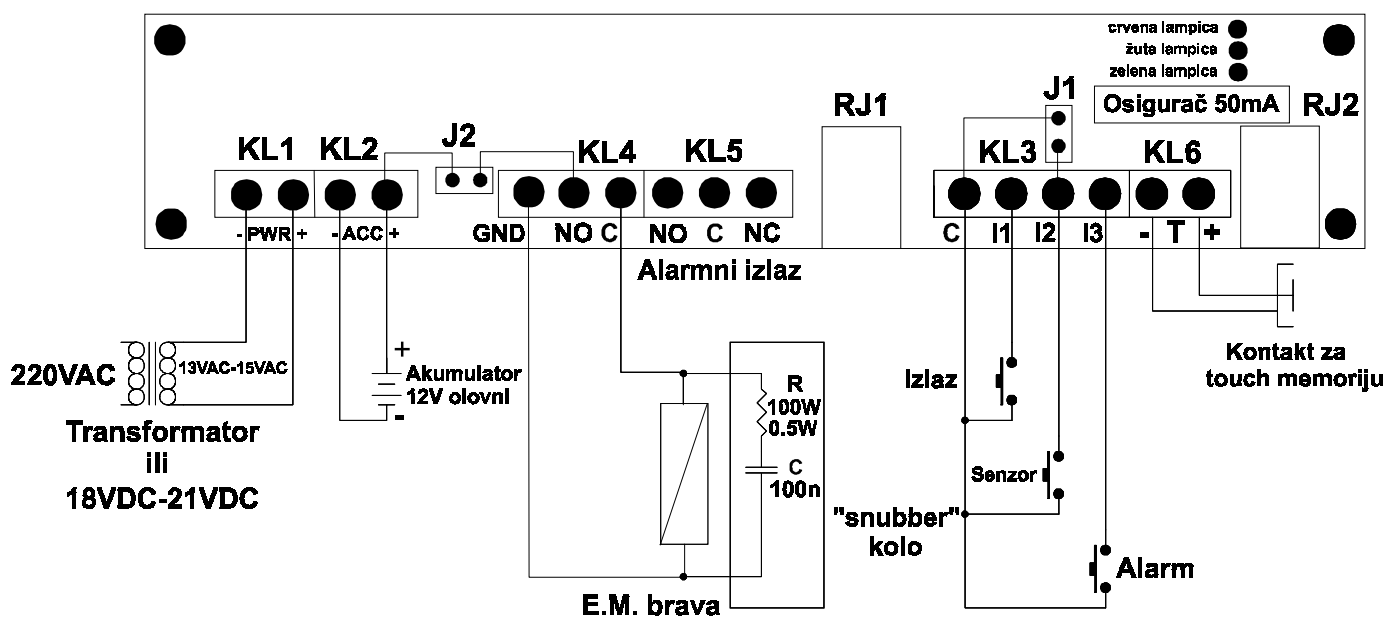 crvena lampica
žuta lampica
zelena lampica
Osigurač 50mA
RJ1
J1
RJ2
KL1
KL2
J2
KL4
KL5
KL3
KL6
- PWR +
- ACC +
GND
NO
C
NO
C
NC
C
I1
I2
I3
- T +
Alarmni izlaz
220VAC
13VAC-15VAC
+
Akumulator
12V olovni
-
Transformator
ili
18VDC-21VDC
R
100W
0.5W
C
100n
E.M. brava
"snubber"
kolo
Izlaz
Senzor
Alarm
Kontakt za
touch memoriju